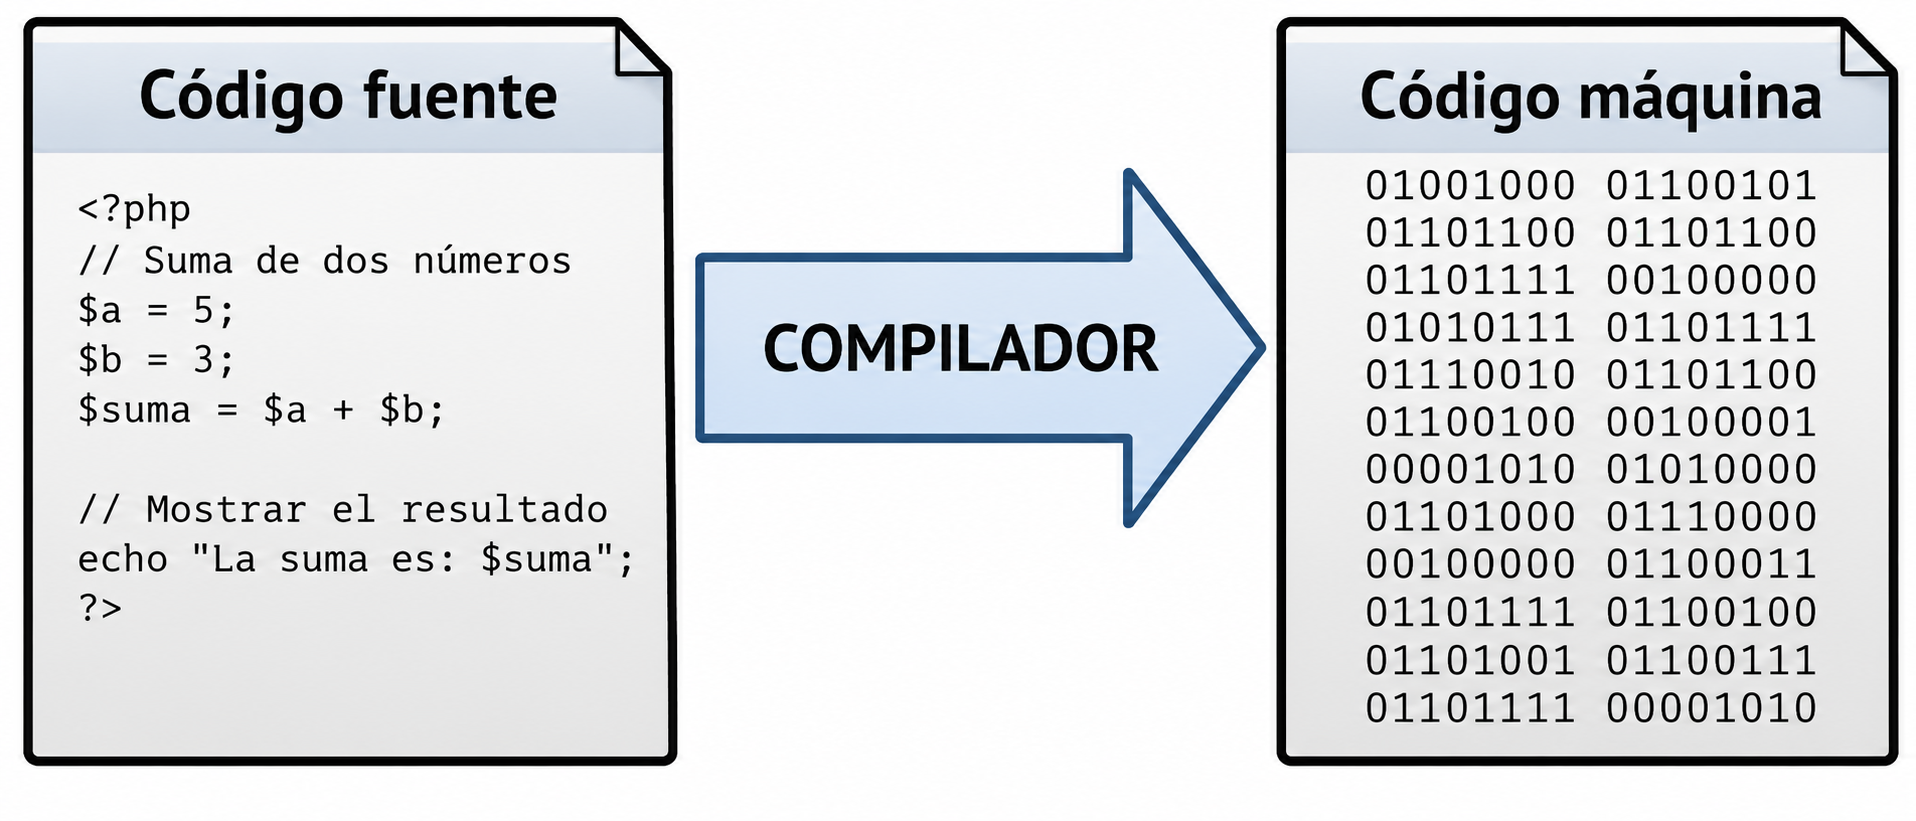 Código fuente
<?php
// Suma de dos números
$a = 5;
$b = 3;
$suma = $a + $b;
// Mostrar el resultado
echo "La suma es: $suma";
?>
COMPILADOR
Código máquina
01001000 01100101
01101100 01101100
01101111 00100000
01010111 01101111
01110010 01101100
01100100 00100001
00001010 01010000
01101000 01110000
00100000 01100011
01101111 01100100
01101001 01100111
01101111 00001010